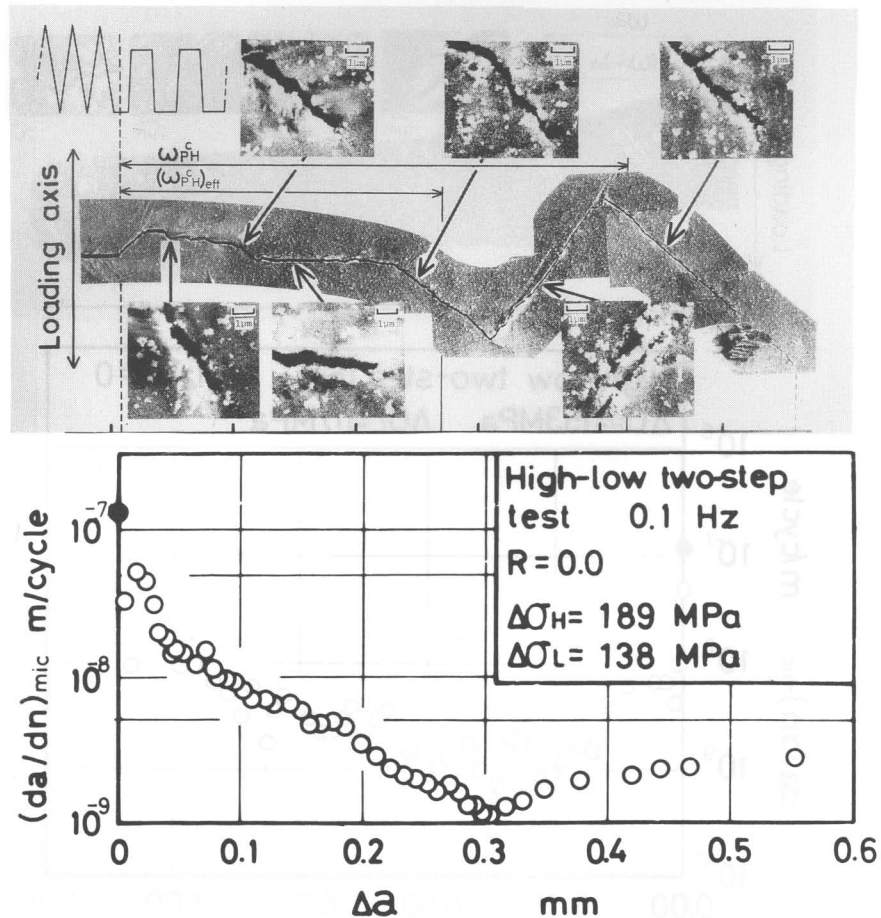 1μm
1μm
1μm
ω_PH^c
(ω_PH^c)eff
Loading axis
1μm
1μm
1μm
High-low two-step
test 0.1 Hz
R = 0.0
ΔσH = 189 MPa
ΔσL = 138 MPa
(da/dn)mic m/cycle
10^-7
10^-8
10^-9
0 0.1 0.2 0.3 0.4 0.5 0.6
Δa mm